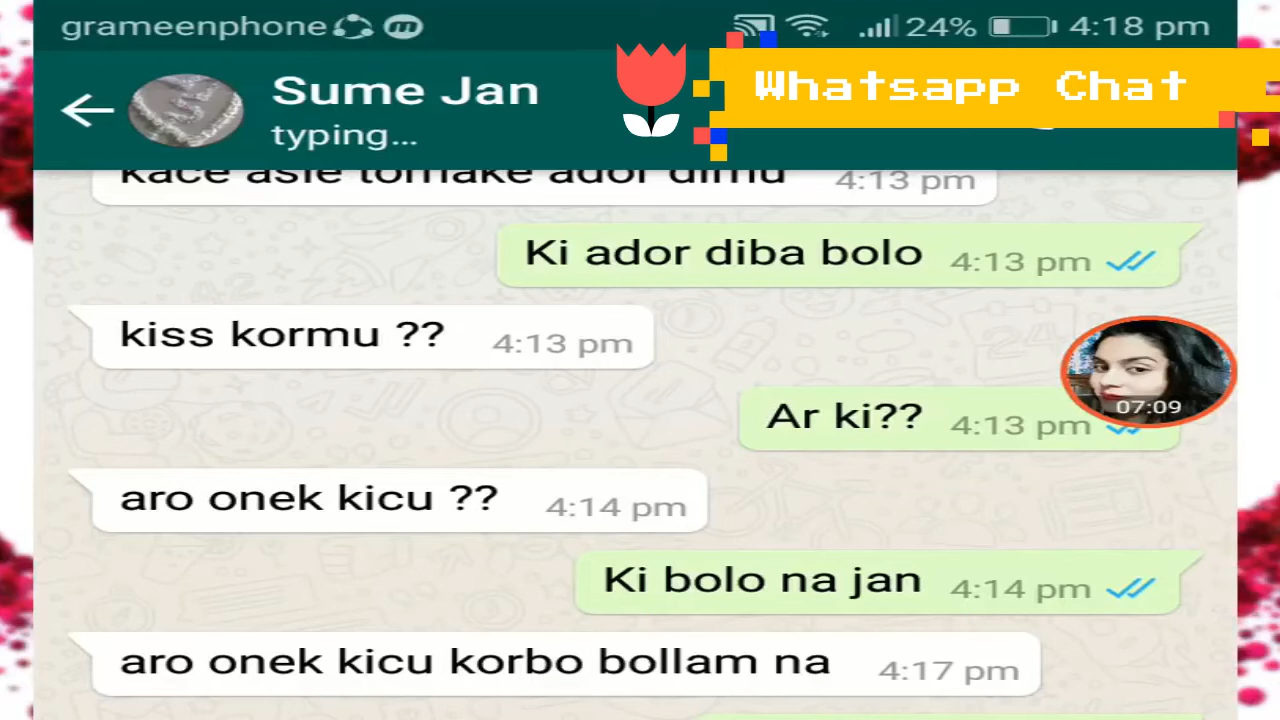 grameenphone 24% 4:18 pm
Whatsapp Chat
Sume Jan
typing...
kace asle tomake ador dimu 4:13 pm
Ki ador diba bolo 4:13 pm
kiss kormu ?? 4:13 pm
07:09
Ar ki?? 4:13 pm
aro onek kicu ?? 4:14 pm
Ki bolo na jan 4:14 pm
aro onek kicu korbo bollam na 4:17 pm